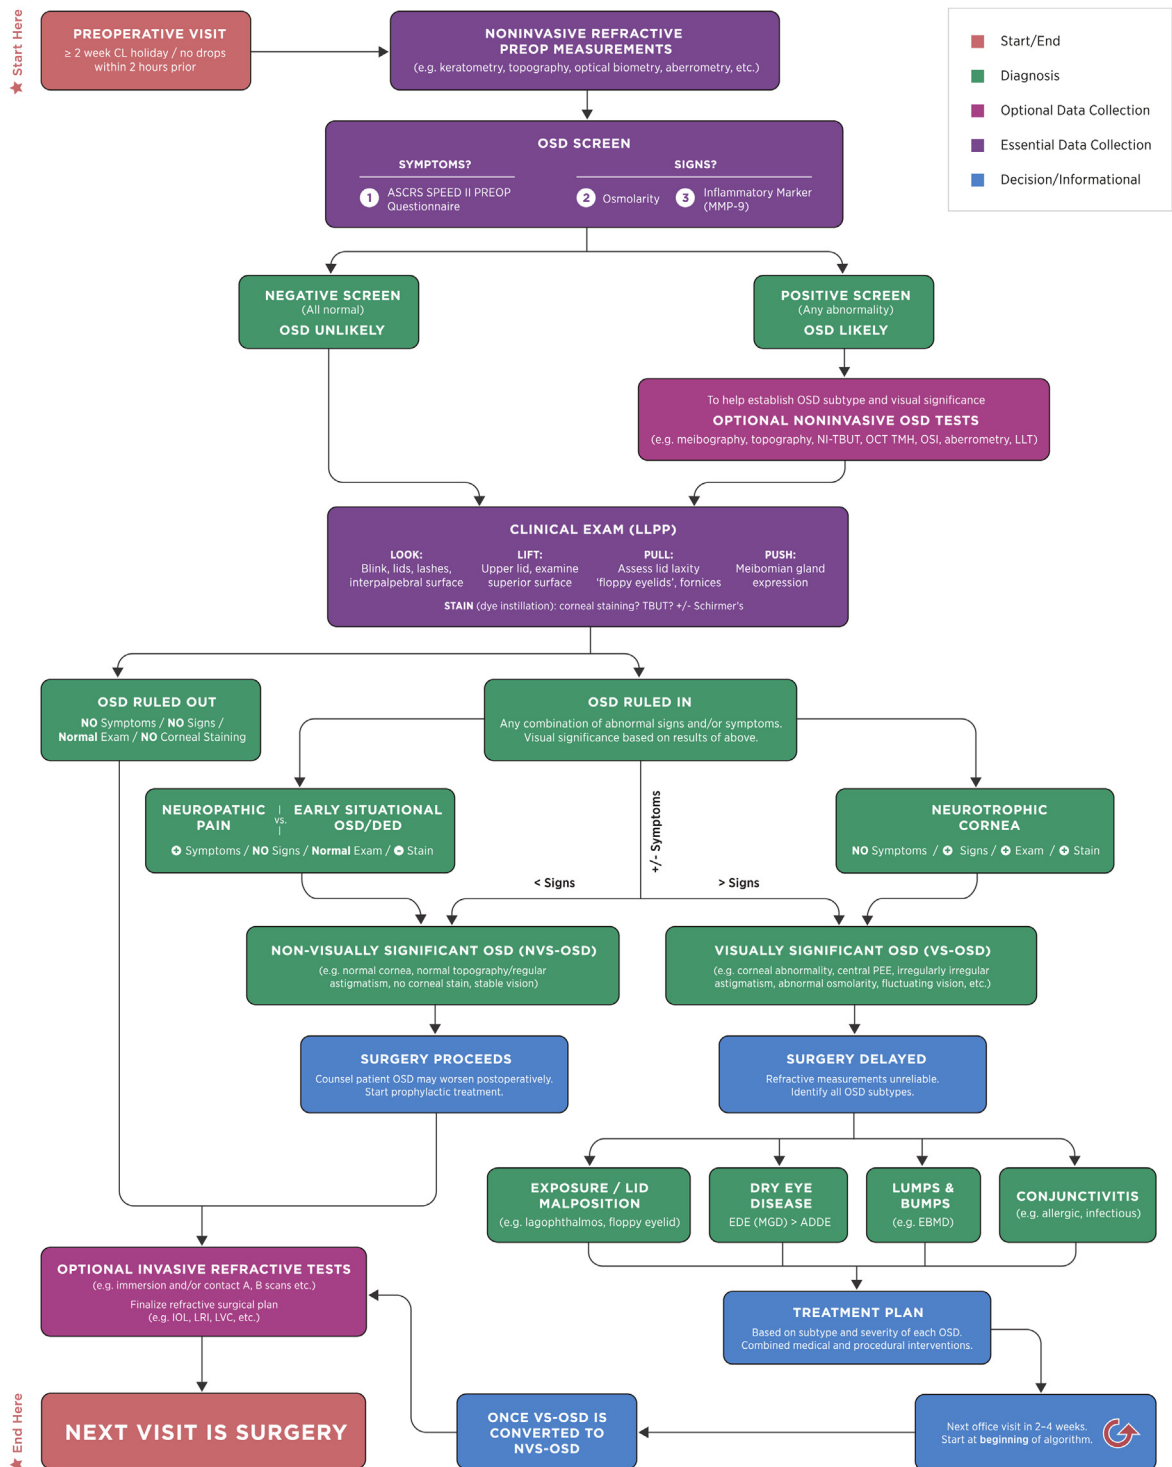 Start Here
PREOPERATIVE VISIT
≥ 2 week CL holiday / no drops
within 2 hours prior
NONINVASIVE REFRACTIVE
PREOP MEASUREMENTS
(e.g. keratometry, topography, optical biometry, aberrometry, etc.)
Start/End
Diagnosis
Optional Data Collection
Essential Data Collection
Decision/Informational
OSD SCREEN
SYMPTOMS?
1 ASCRS SPEED II PREOP
Questionnaire
SIGNS?
2 Osmolarity
3 Inflammatory Marker
(MMP-9)
NEGATIVE SCREEN
(All normal)
OSD UNLIKELY
POSITIVE SCREEN
(Any abnormality)
OSD LIKELY
To help establish OSD subtype and visual significance
OPTIONAL NONINVASIVE OSD TESTS
(e.g. meibography, topography, NI-TBUT, OCT TMH, OSI, aberrometry, LLT)
CLINICAL EXAM (LLPP)
LOOK:
Blink, lids, lashes,
interpalpebral surface
LIFT:
Upper lid, examine
superior surface
PULL:
Assess lid laxity
‘floppy eyelids’, fornices
PUSH:
Meibomian gland
expression
STAIN (dye instillation): corneal staining? TBUT? +/- Schirmer’s
OSD RULED OUT
NO Symptoms / NO Signs /
Normal Exam / NO Corneal Staining
OSD RULED IN
Any combination of abnormal signs and/or symptoms.
Visual significance based on results of above.
NEUROPATHIC
PAIN
vs.
EARLY SITUATIONAL
OSD/DED
+ Symptoms / NO Signs / Normal Exam / - Stain
+/- Symptoms
NEUROTROPHIC
CORNEA
NO Symptoms / + Signs / + Exam / + Stain
< Signs
> Signs
NON-VISUALLY SIGNIFICANT OSD (NVS-OSD)
(e.g. normal cornea, normal topography/regular
astigmatism, no corneal stain, stable vision)
VISUALLY SIGNIFICANT OSD (VS-OSD)
(e.g. corneal abnormality, central PEE, irregularly irregular
astigmatism, abnormal osmolarity, fluctuating vision, etc.)
SURGERY PROCEEDS
Counsel patient OSD may worsen postoperatively.
Start prophylactic treatment.
SURGERY DELAYED
Refractive measurements unreliable.
Identify all OSD subtypes.
EXPOSURE / LID
MALPOSITION
(e.g. lagophthalmos, floppy eyelid)
DRY EYE
DISEASE
EDE (MGD) > ADDE
LUMPS &
BUMPS
(e.g. EBMD)
CONJUNCTIVITIS
(e.g. allergic, infectious)
OPTIONAL INVASIVE REFRACTIVE TESTS
(e.g. immersion and/or contact A, B scans etc.)
Finalize refractive surgical plan
(e.g. IOL, LRI, LVC, etc.)
TREATMENT PLAN
Based on subtype and severity of each OSD.
Combined medical and procedural interventions.
End Here
NEXT VISIT IS SURGERY
ONCE VS-OSD IS
CONVERTED TO
NVS-OSD
Next office visit in 2–4 weeks.
Start at beginning of algorithm.